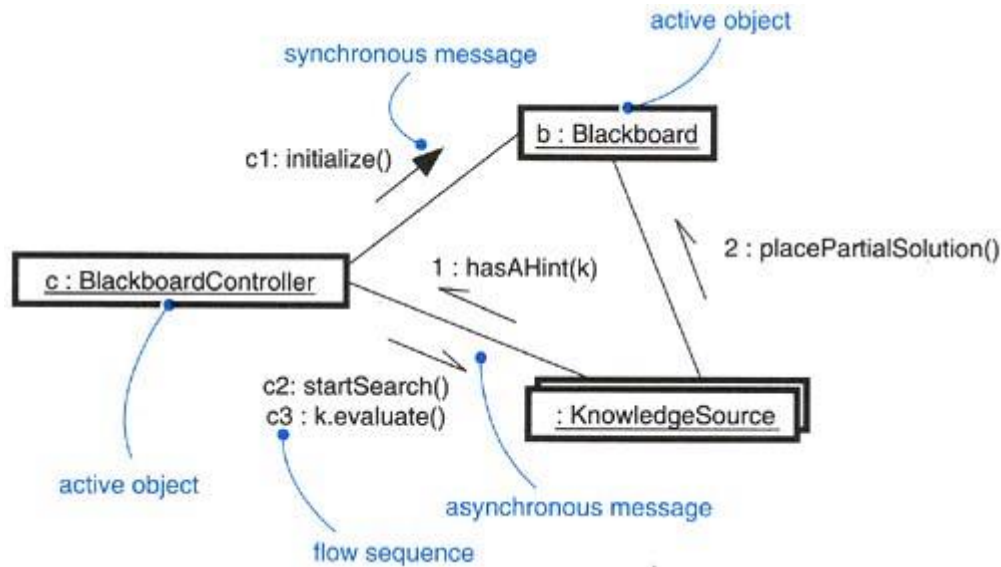 active object
synchronous message
b : Blackboard
c1: initialize()
2 : placePartialSolution()
1 : hasAHint(k)
c : BlackboardController
c2: startSearch()
c3 : k.evaluate()
: KnowledgeSource
active object
asynchronous message
flow sequence